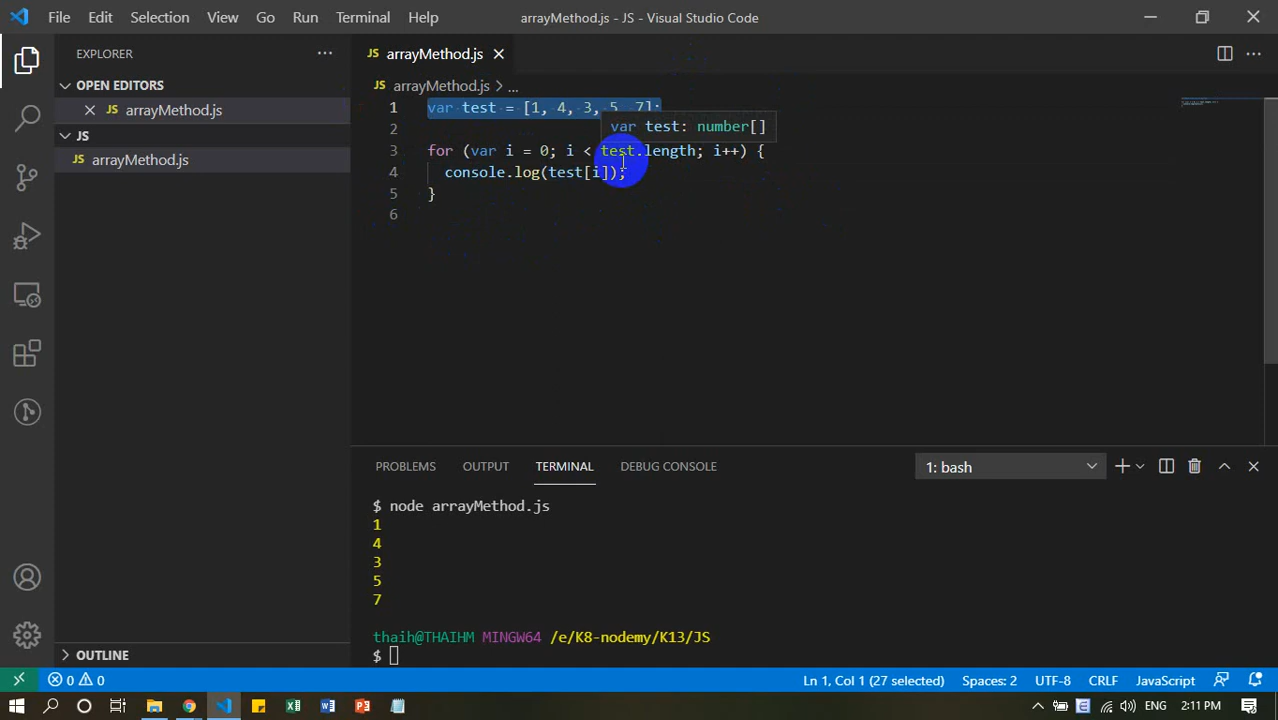 File Edit Selection View Go Run Terminal Help arrayMethod.js - JS - Visual Studio Code
EXPLORER
OPEN EDITORS
JS arrayMethod.js
JS
JS arrayMethod.js
OUTLINE
JS arrayMethod.js
JS arrayMethod.js > ...
1 var test = [1, 4, 3, 5, 7];
2
var test: number[]
3 for (var i = 0; i < test.length; i++) {
4 console.log(test[i]);
5 }
6
PROBLEMS OUTPUT TERMINAL DEBUG CONSOLE 1: bash
$ node arrayMethod.js
1
4
3
5
7
thaih@THAIHM MINGW64 /e/K8-nodemy/K13/JS
$
0 0 Ln 1, Col 1 (27 selected) Spaces: 2 UTF-8 CRLF JavaScript
ENG 2:11 PM